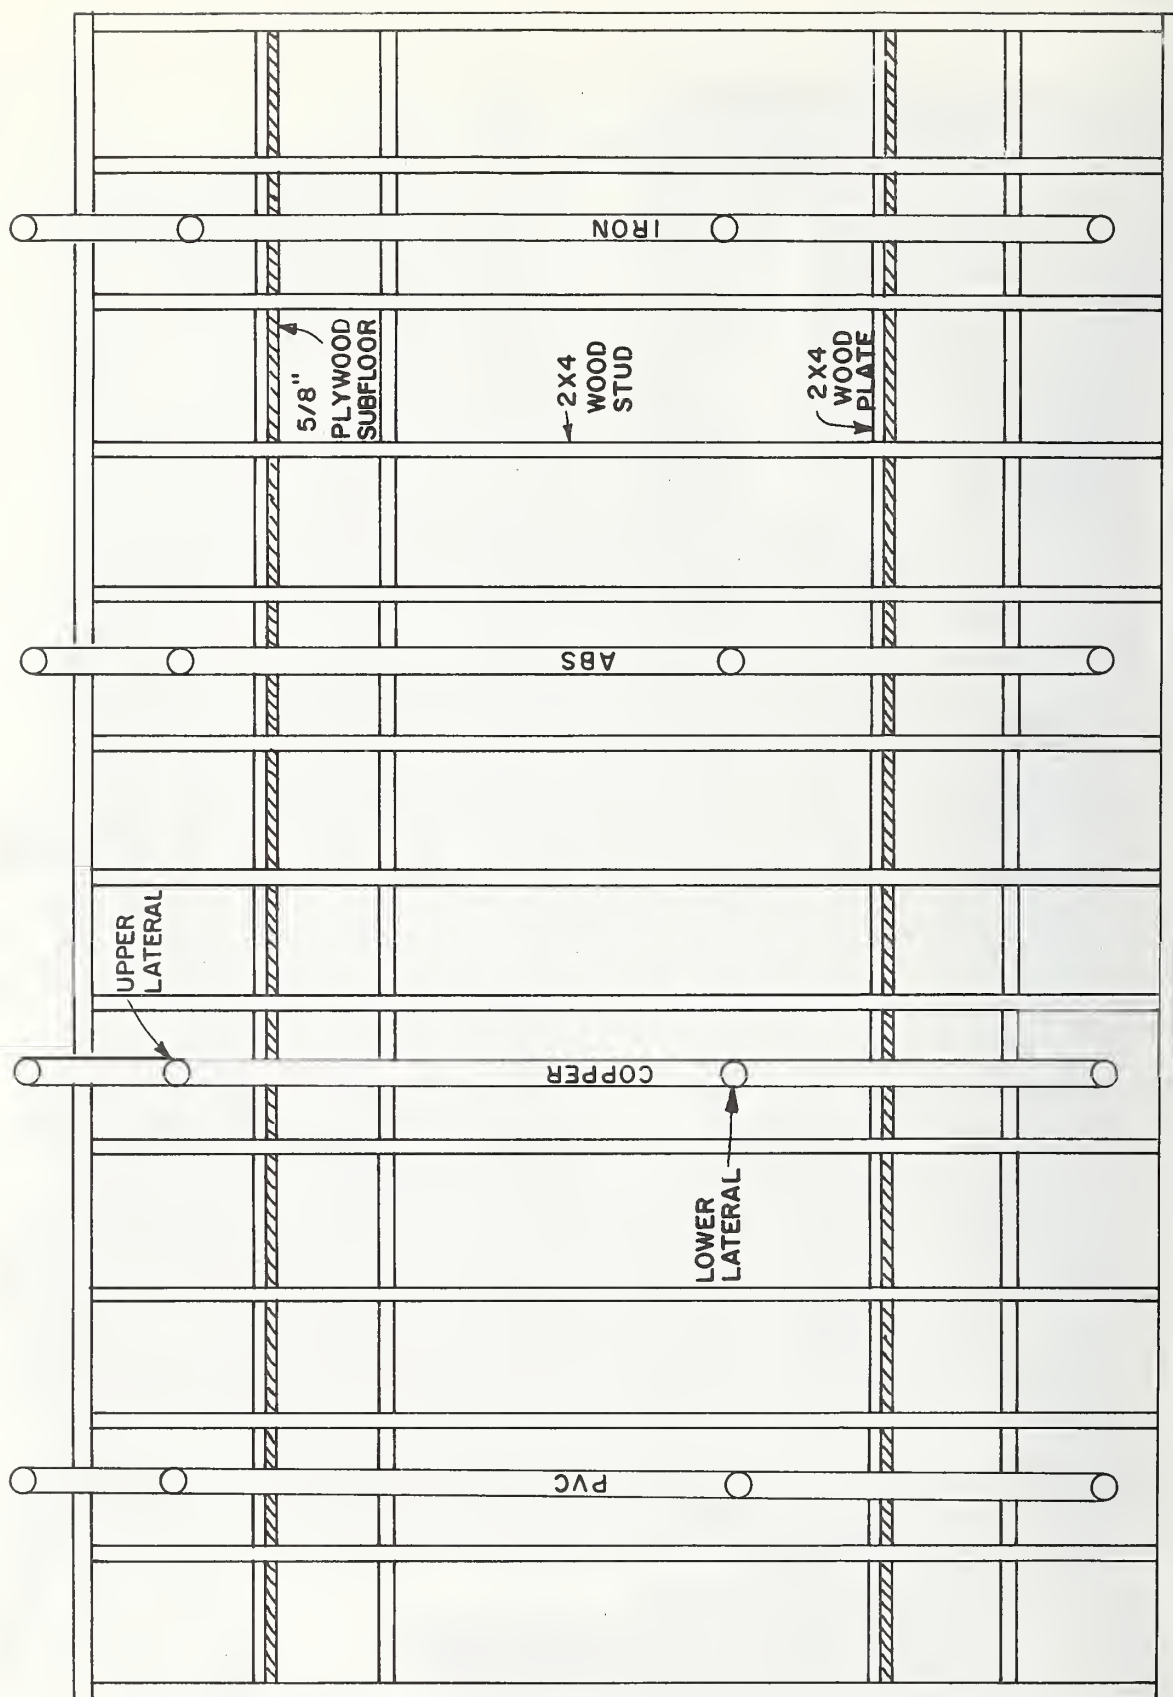 IRON
5/8"
PLYWOOD
SUBFLOOR
2X4
WOOD
STUD
2X4
WOOD
PLATE
ABS
UPPER
LATERAL
COPPER
LOWER
LATERAL
PVC